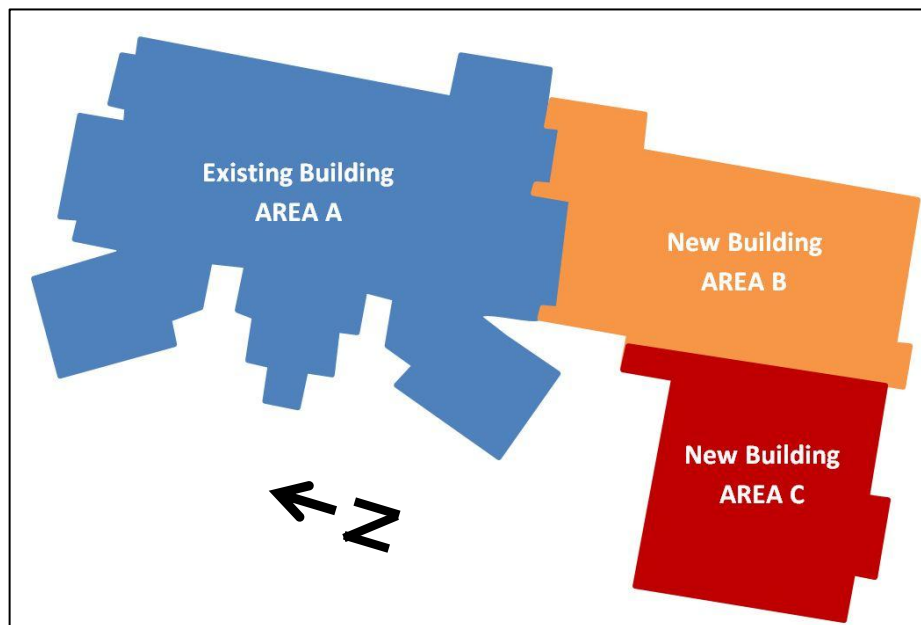 Existing Building
AREA A
New Building
AREA B
New Building
AREA C
N